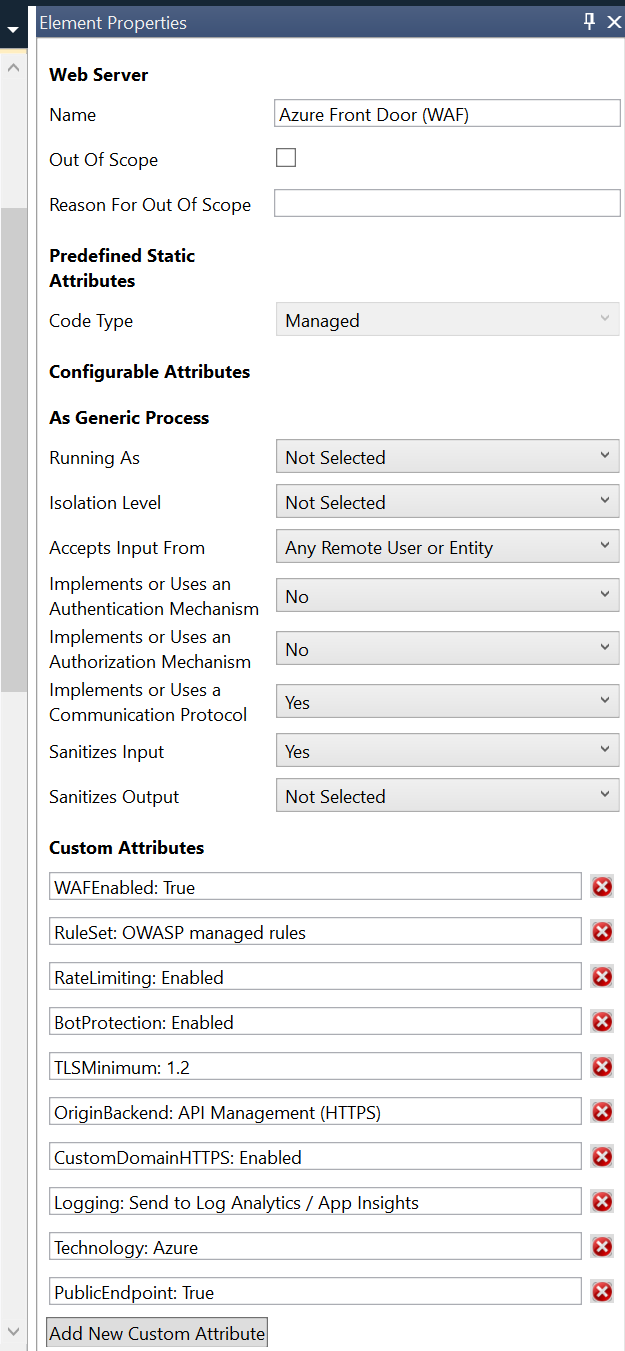 Element Properties
Web Server
Name
Azure Front Door (WAF)
Out Of Scope
Reason For Out Of Scope
Predefined Static
Attributes
Code Type
Managed
Configurable Attributes
As Generic Process
Running As
Not Selected
Isolation Level
Not Selected
Accepts Input From
Any Remote User or Entity
Implements or Uses an
Authentication Mechanism
No
Implements or Uses an
Authorization Mechanism
No
Implements or Uses a
Communication Protocol
Yes
Sanitizes Input
Yes
Sanitizes Output
Not Selected
Custom Attributes
WAFEnabled: True
RuleSet: OWASP managed rules
RateLimiting: Enabled
BotProtection: Enabled
TLSMinimum: 1.2
OriginBackend: API Management (HTTPS)
CustomDomainHTTPS: Enabled
Logging: Send to Log Analytics / App Insights
Technology: Azure
PublicEndpoint: True
Add New Custom Attribute